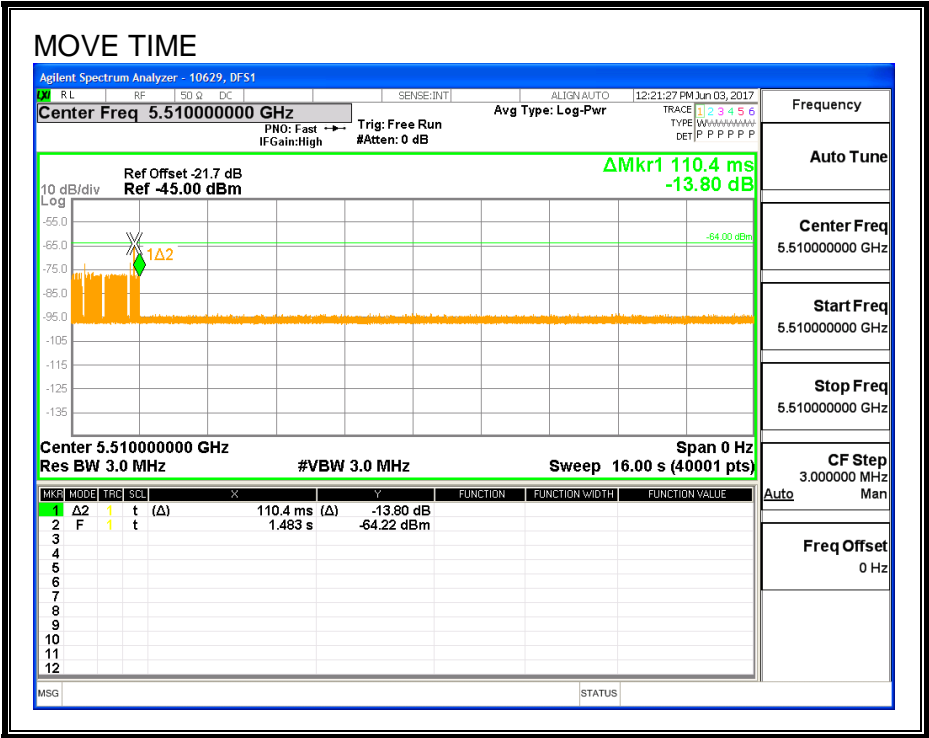 MOVE TIME
Agilent Spectrum Analyzer - 10629, DFS1
LXI RL RF 50 Ω DC SENSE:INT ALIGN AUTO 12:21:27 PM Jun 03, 2017
Center Freq 5.510000000 GHz
PNO: Fast
IFGain:High
Trig: Free Run
#Atten: 0 dB
Avg Type: Log-Pwr
TRACE 1 2 3 4 5 6
TYPE WWWWWW
DET P P P P P P
ΔMkr1 110.4 ms
-13.80 dB
Ref Offset -21.7 dB
10 dB/div Ref -45.00 dBm
Log
-55.0
-65.0
-75.0
-85.0
-95.0
-105
-115
-125
-135
-64.00 dBm
1Δ2
Center 5.510000000 GHz Span 0 Hz
Res BW 3.0 MHz #VBW 3.0 MHz Sweep 16.00 s (40001 pts)
MKR MODE TRC SCL X Y FUNCTION FUNCTION WIDTH FUNCTION VALUE
1 Δ2 1 t (Δ) 110.4 ms (Δ) -13.80 dB
2 F 1 t 1.483 s -64.22 dBm
3
4
5
6
7
8
9
10
11
12
MSG STATUS
Frequency
Auto Tune
Center Freq
5.510000000 GHz
Start Freq
5.510000000 GHz
Stop Freq
5.510000000 GHz
CF Step
3.000000 MHz
Auto Man
Freq Offset
0 Hz